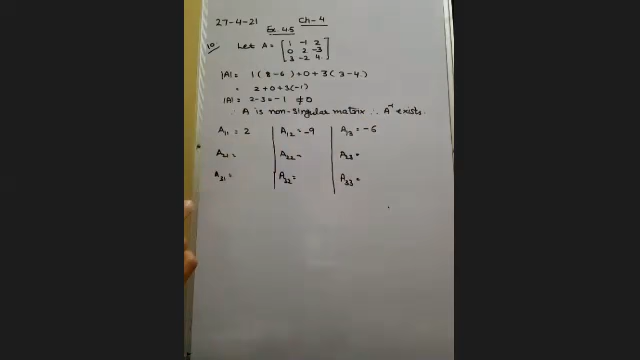 27-4-21 Ch-4
Ex 4.5
10 Let A = [ 1 -1 2
0 2 -3
3 -2 4 ]
|A| = 1 ( 8 - 6 ) + 0 + 3 ( 3 - 4 )
= 2 + 0 + 3 (-1)
|A| = 2 - 3 = -1 ≠ 0
∴ A is non-singular matrix ∴ A⁻¹ exists.
A₁₁ = 2 A₁₂ = -9 A₁₃ = -6
A₂₁ = A₂₂ = A₂₃ =
A₃₁ = A₃₂ = A₃₃ =